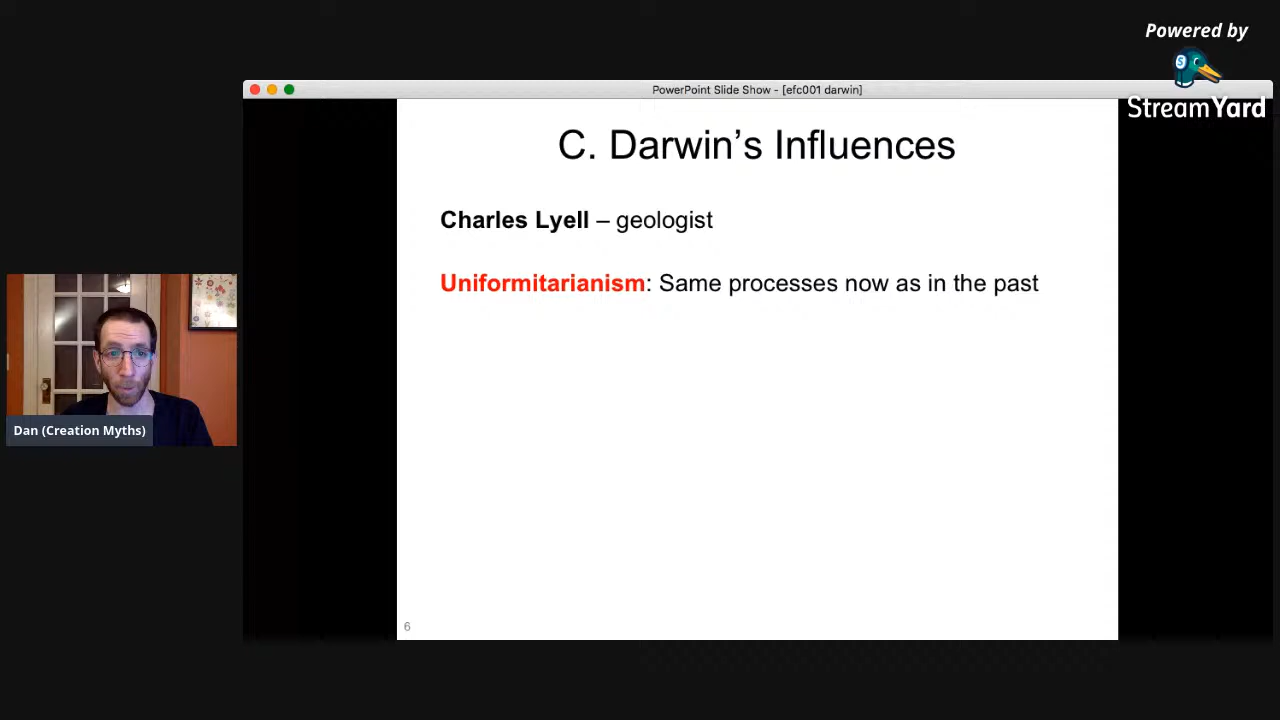 Powered by
S
StreamYard
PowerPoint Slide Show - [efc001 darwin]
C. Darwin's Influences
Charles Lyell – geologist
Uniformitarianism: Same processes now as in the past
Dan (Creation Myths)
6